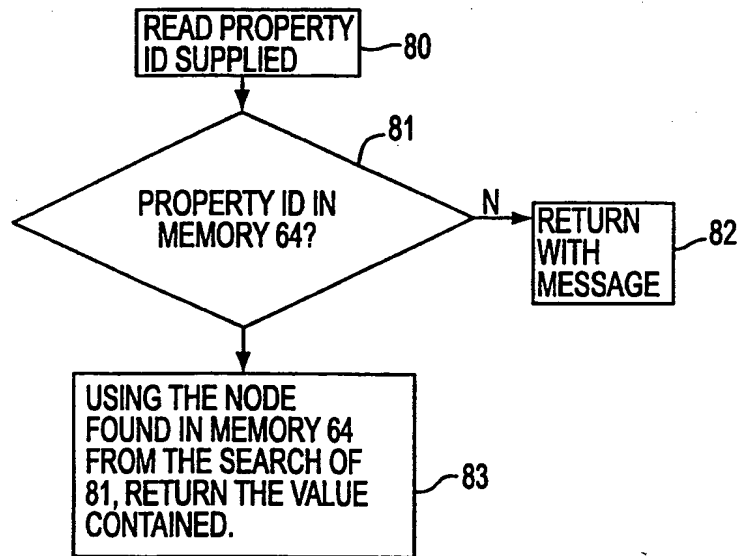 READ PROPERTY
ID SUPPLIED
80
81
PROPERTY ID IN
MEMORY 64?
N
RETURN
WITH
MESSAGE
82
USING THE NODE
FOUND IN MEMORY 64
FROM THE SEARCH OF
81, RETURN THE VALUE
CONTAINED.
83